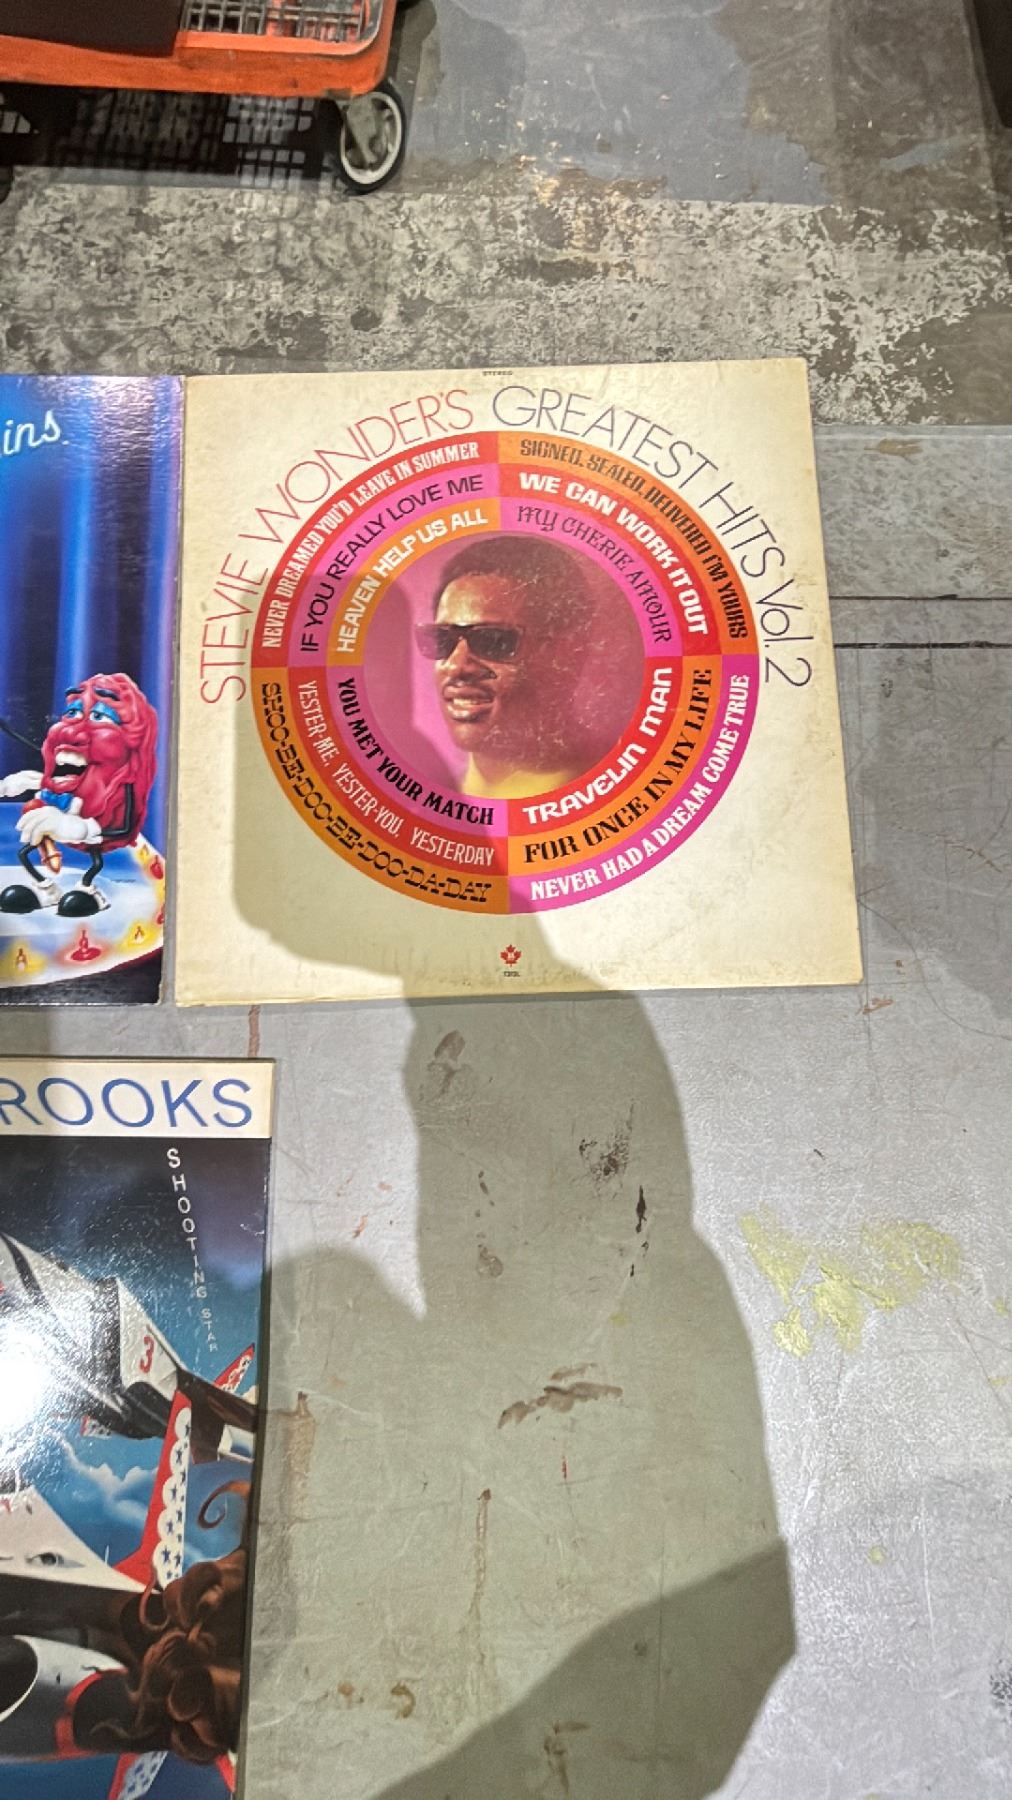 ins
STEREO
STEVIE WONDER'S GREATEST HITS Vol. 2
NEVER DREAMED YOU'D LEAVE IN SUMMER
SIGNED, SEALED, DELIVERED I'M YOURS
IF YOU REALLY LOVE ME
WE CAN WORK IT OUT
HEAVEN HELP US ALL
MY CHERIE AMOUR
YOU MET YOUR MATCH
TRAVELIN MAN
YESTER-ME, YESTER-YOU, YESTERDAY
FOR ONCE IN MY LIFE
SHOO-BE-DOO-BE-DOO-DA-DAY
NEVER HAD A DREAM COME TRUE
ROOKS
SHOOTING STAR
3